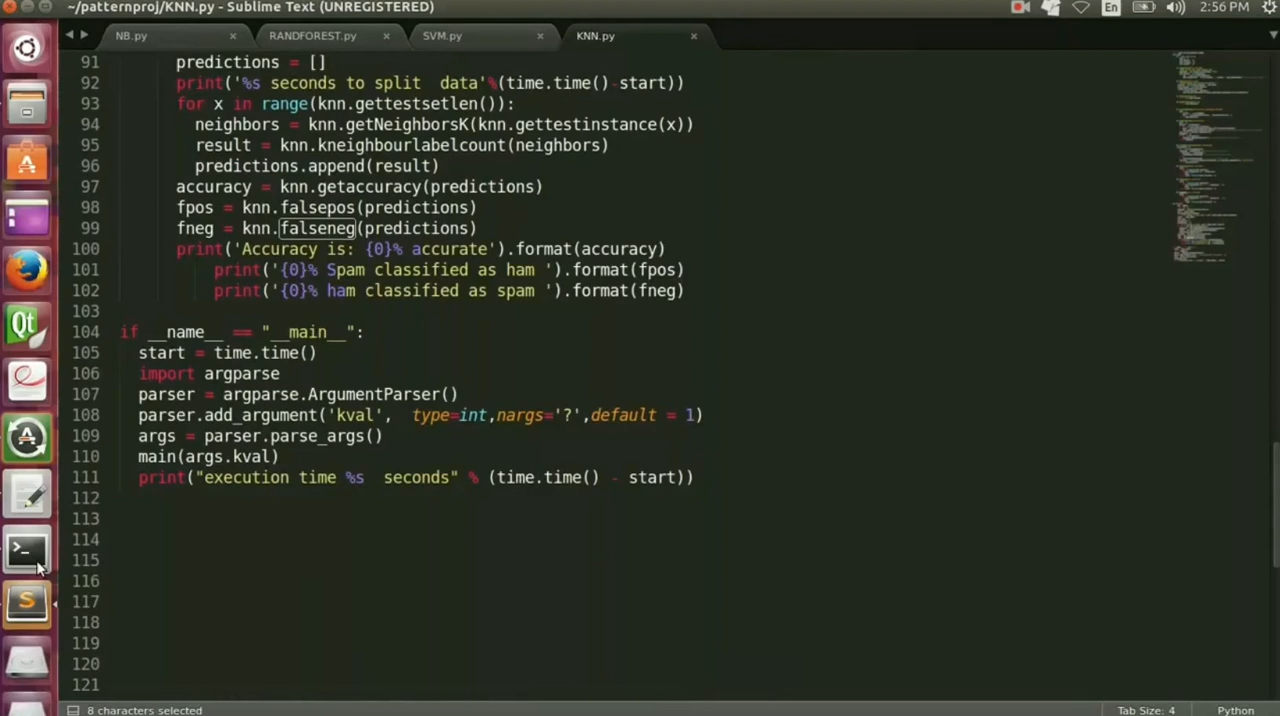 ~/patternproj/KNN.py - Sublime Text (UNREGISTERED)
En
2:56 PM
NB.py
RANDFOREST.py
SVM.py
KNN.py
91 predictions = []
92 print('%s seconds to split  data'%(time.time()-start))
93 for x in range(knn.gettestsetlen()):
94 neighbors = knn.getNeighborsK(knn.gettestinstance(x))
95 result = knn.kneighbourlabelcount(neighbors)
96 predictions.append(result)
97 accuracy = knn.getaccuracy(predictions)
98 fpos = knn.falsepos(predictions)
99 fneg = knn.falseneg(predictions)
100 print('Accuracy is: {0}% accurate').format(accuracy)
101 print('{0}% Spam classified as ham ').format(fpos)
102 print('{0}% ham classified as spam ').format(fneg)
103
104 if __name__ == "__main__":
105 start = time.time()
106 import argparse
107 parser = argparse.ArgumentParser()
108 parser.add_argument('kval',  type=int,nargs='?',default = 1)
109 args = parser.parse_args()
110 main(args.kval)
111 print("execution time %s  seconds" % (time.time() - start))
112
113
114
115
116
117
118
119
120
121
8 characters selected
Tab Size: 4
Python